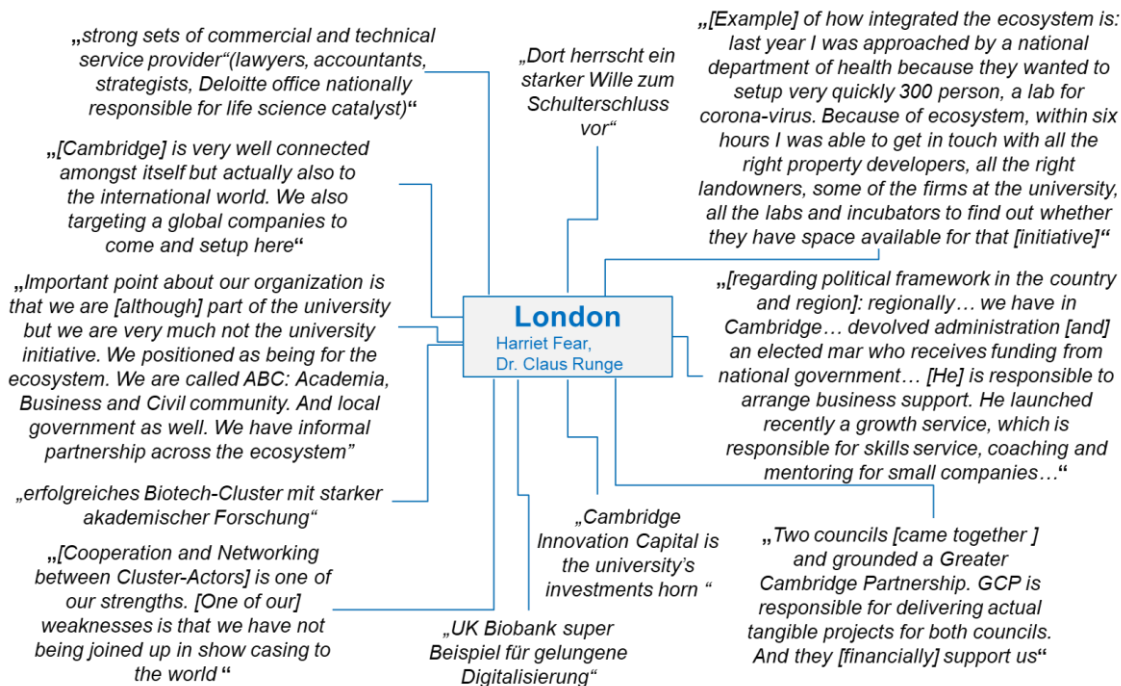 „strong sets of commercial and technical
service provider“(lawyers, accountants,
strategists, Deloitte office nationally
responsible for life science catalyst)“
„[Cambridge] is very well connected
amongst itself but actually also to
the international world. We also
targeting a global companies to
come and setup here“
„Important point about our organization is
that we are [although] part of the university
but we are very much not the university
initiative. We positioned as being for the
ecosystem. We are called ABC: Academia,
Business and Civil community. And local
government as well. We have informal
partnership across the ecosystem”
„erfolgreiches Biotech-Cluster mit starker
akademischer Forschung“
„[Cooperation and Networking
between Cluster-Actors] is one of
our strengths. [One of our]
weaknesses is that we have not
being joined up in show casing to
the world “
„Dort herrscht ein
starker Wille zum
Schulterschluss
vor“
London
Harriet Fear,
Dr. Claus Runge
„Cambridge
Innovation Capital is
the university’s
investments horn “
„UK Biobank super
Beispiel für gelungene
Digitalisierung“
„[Example] of how integrated the ecosystem is:
last year I was approached by a national
department of health because they wanted to
setup very quickly 300 person, a lab for
corona-virus. Because of ecosystem, within six
hours I was able to get in touch with all the
right property developers, all the right
landowners, some of the firms at the university,
all the labs and incubators to find out whether
they have space available for that [initiative]“
„[regarding political framework in the country
and region]: regionally… we have in
Cambridge… devolved administration [and]
an elected mar who receives funding from
national government… [He] is responsible to
arrange business support. He launched
recently a growth service, which is
responsible for skills service, coaching and
mentoring for small companies…“
„Two councils [came together ]
and grounded a Greater
Cambridge Partnership. GCP is
responsible for delivering actual
tangible projects for both councils.
And they [financially] support us“